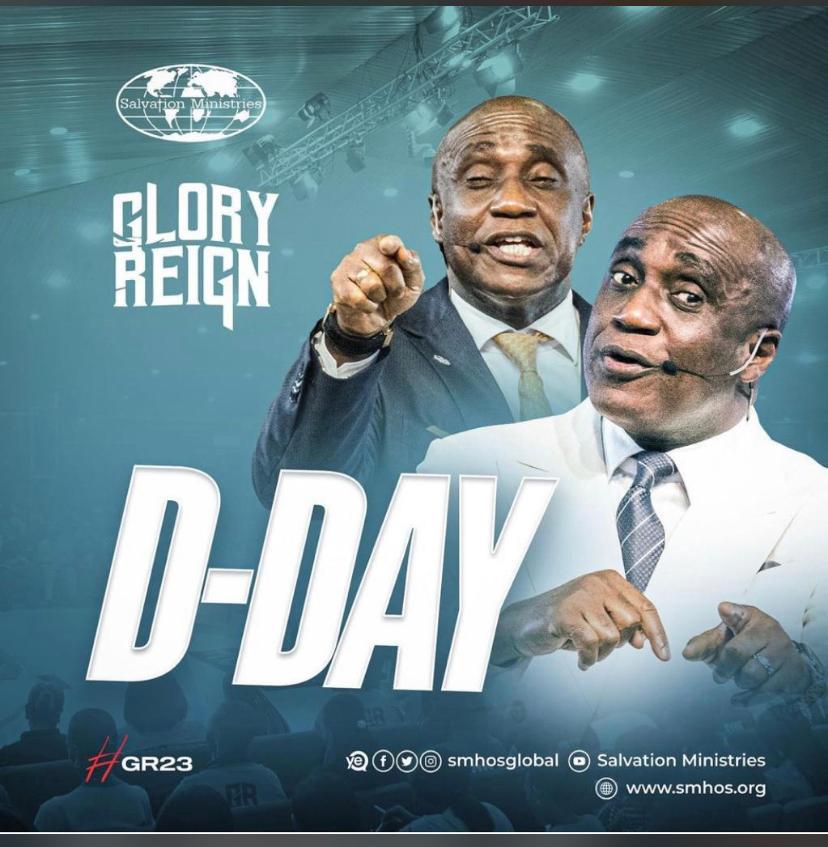 Salvation Ministries
GLORY
REIGN
D-DAY
#GR23
smhosglobal Salvation Ministries
www.smhos.org